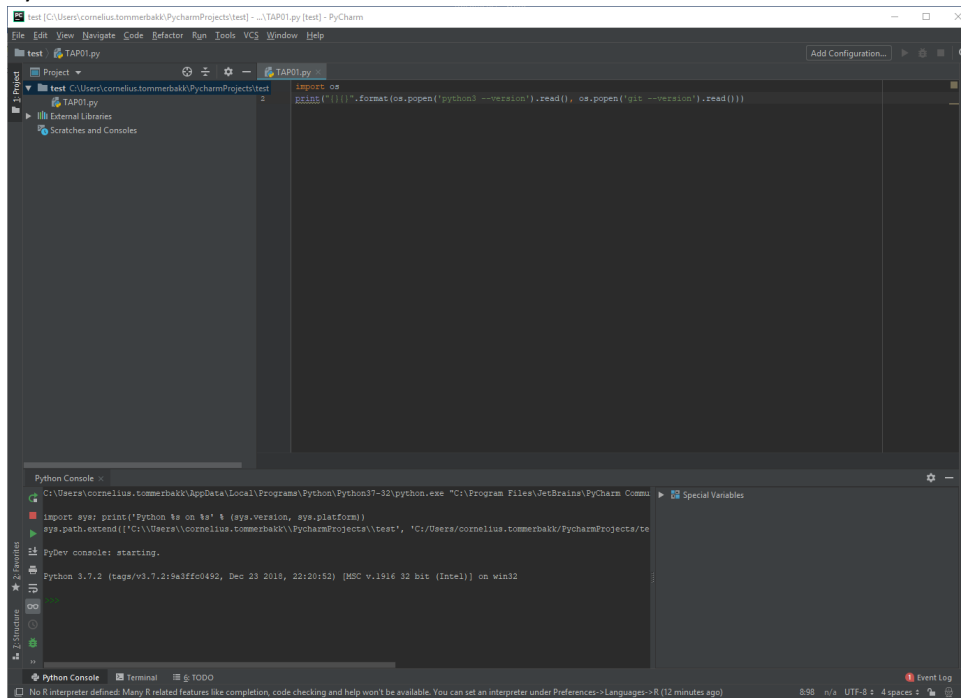 test [C:\Users\cornelius.tommerbakk\PycharmProjects\test] - ...\TAP01.py [test] - PyCharm
File Edit View Navigate Code Refactor Run Tools VCS Window Help
test TAP01.py Add Configuration...
1: Project
Project TAP01.py
test C:\Users\cornelius.tommerbakk\PycharmProjects\test
TAP01.py
External Libraries
Scratches and Consoles
import os
2 print("{}{}".format(os.popen('python3 --version').read(), os.popen('git --version').read()))
Python Console
C:\Users\cornelius.tommerbakk\AppData\Local\Programs\Python\Python37-32\python.exe "C:\Program Files\JetBrains\PyCharm Commu
Special Variables
import sys; print('Python %s on %s' % (sys.version, sys.platform))
sys.path.extend(['C:\\Users\\cornelius.tommerbakk\\PycharmProjects\\test', 'C:/Users/cornelius.tommerbakk/PycharmProjects/te
PyDev console: starting.
Python 3.7.2 (tags/v3.7.2:9a3ffc0492, Dec 23 2018, 22:20:52) [MSC v.1916 32 bit (Intel)] on win32
>>>
2: Favorites
7: Structure
Python Console Terminal 6: TODO 1 Event Log
No R interpreter defined: Many R related features like completion, code checking and help won't be available. You can set an interpreter under Preferences->Languages->R (12 minutes ago) 8:98 n/a UTF-8 4 spaces